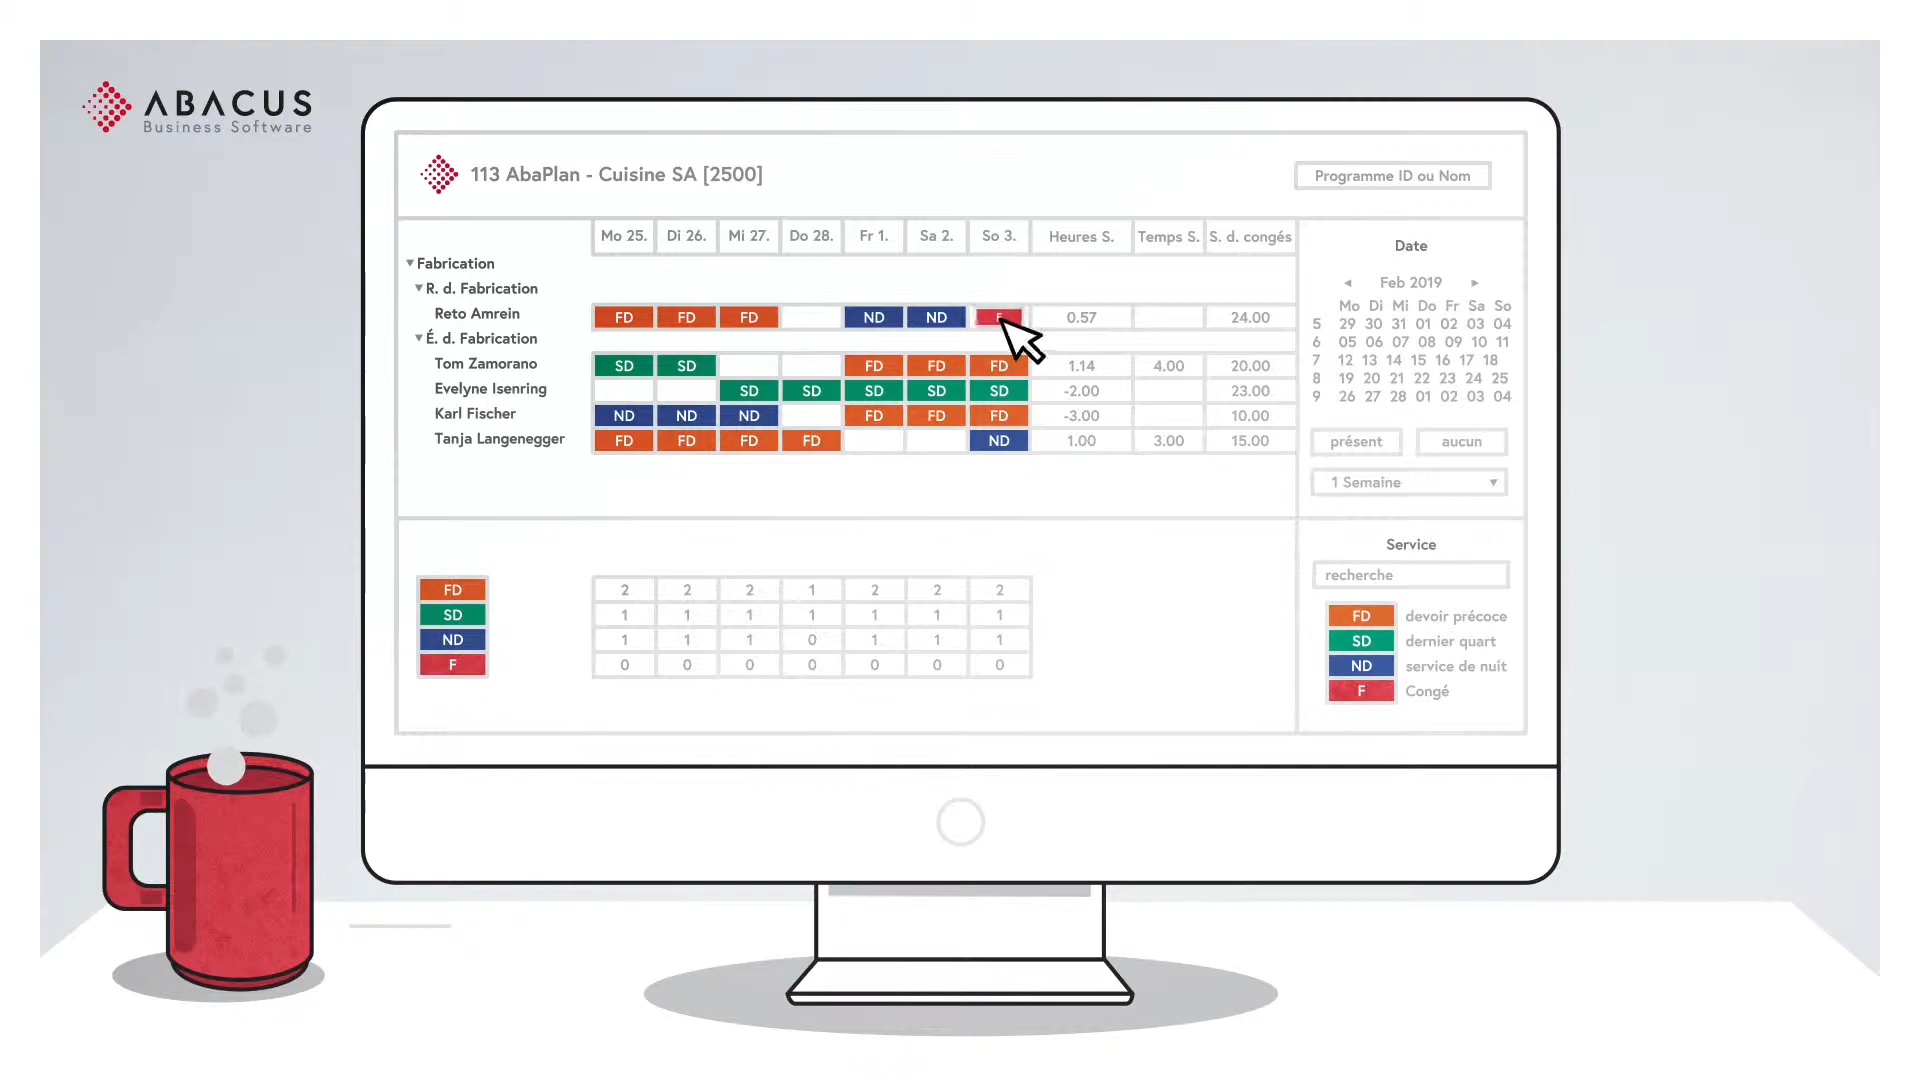 ABACUS
Business Software
113 AbaPlan - Cuisine SA [2500]
Programme ID ou Nom
Mo 25. Di 26. Mi 27. Do 28. Fr 1. Sa 2. So 3. Heures S. Temps S. S. d. congés
Fabrication
R. d. Fabrication
Reto Amrein FD FD FD ND ND F 0.57 24.00
É. d. Fabrication
Tom Zamorano SD SD FD FD FD 1.14 4.00 20.00
Evelyne Isenring SD SD SD SD SD -2.00 23.00
Karl Fischer ND ND ND FD FD FD -3.00 10.00
Tanja Langenegger FD FD FD FD ND 1.00 3.00 15.00
Date
Feb 2019
Mo Di Mi Do Fr Sa So
5 29 30 31 01 02 03 04
6 05 06 07 08 09 10 11
7 12 13 14 15 16 17 18
8 19 20 21 22 23 24 25
9 26 27 28 01 02 03 04
présent aucun
1 Semaine
FD 2 2 2 1 2 2 2
SD 1 1 1 1 1 1 1
ND 1 1 1 0 1 1 1
F 0 0 0 0 0 0 0
Service
recherche
FD devoir précoce
SD dernier quart
ND service de nuit
F Congé